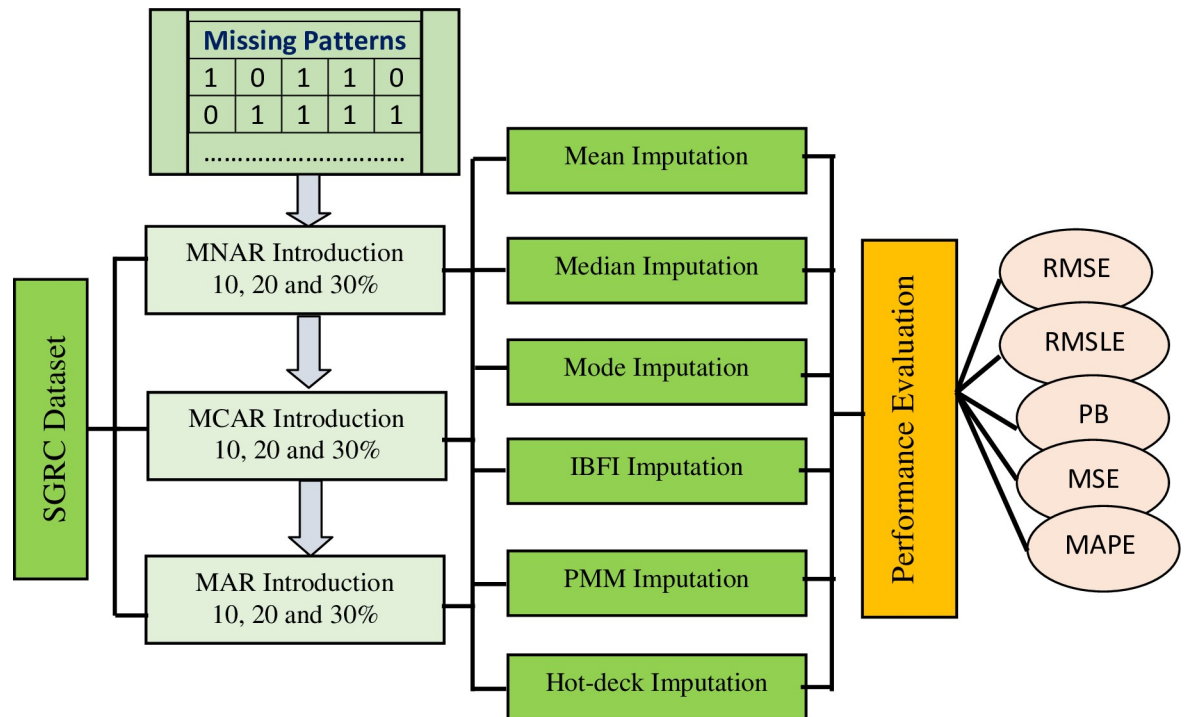 Missing Patterns
1 0 1 1 0
0 1 1 1 1
....................................
SGRC Dataset
MNAR Introduction
10, 20 and 30%
MCAR Introduction
10, 20 and 30%
MAR Introduction
10, 20 and 30%
Mean Imputation
Median Imputation
Mode Imputation
IBFI Imputation
PMM Imputation
Hot-deck Imputation
Performance Evaluation
RMSE
RMSLE
PB
MSE
MAPE